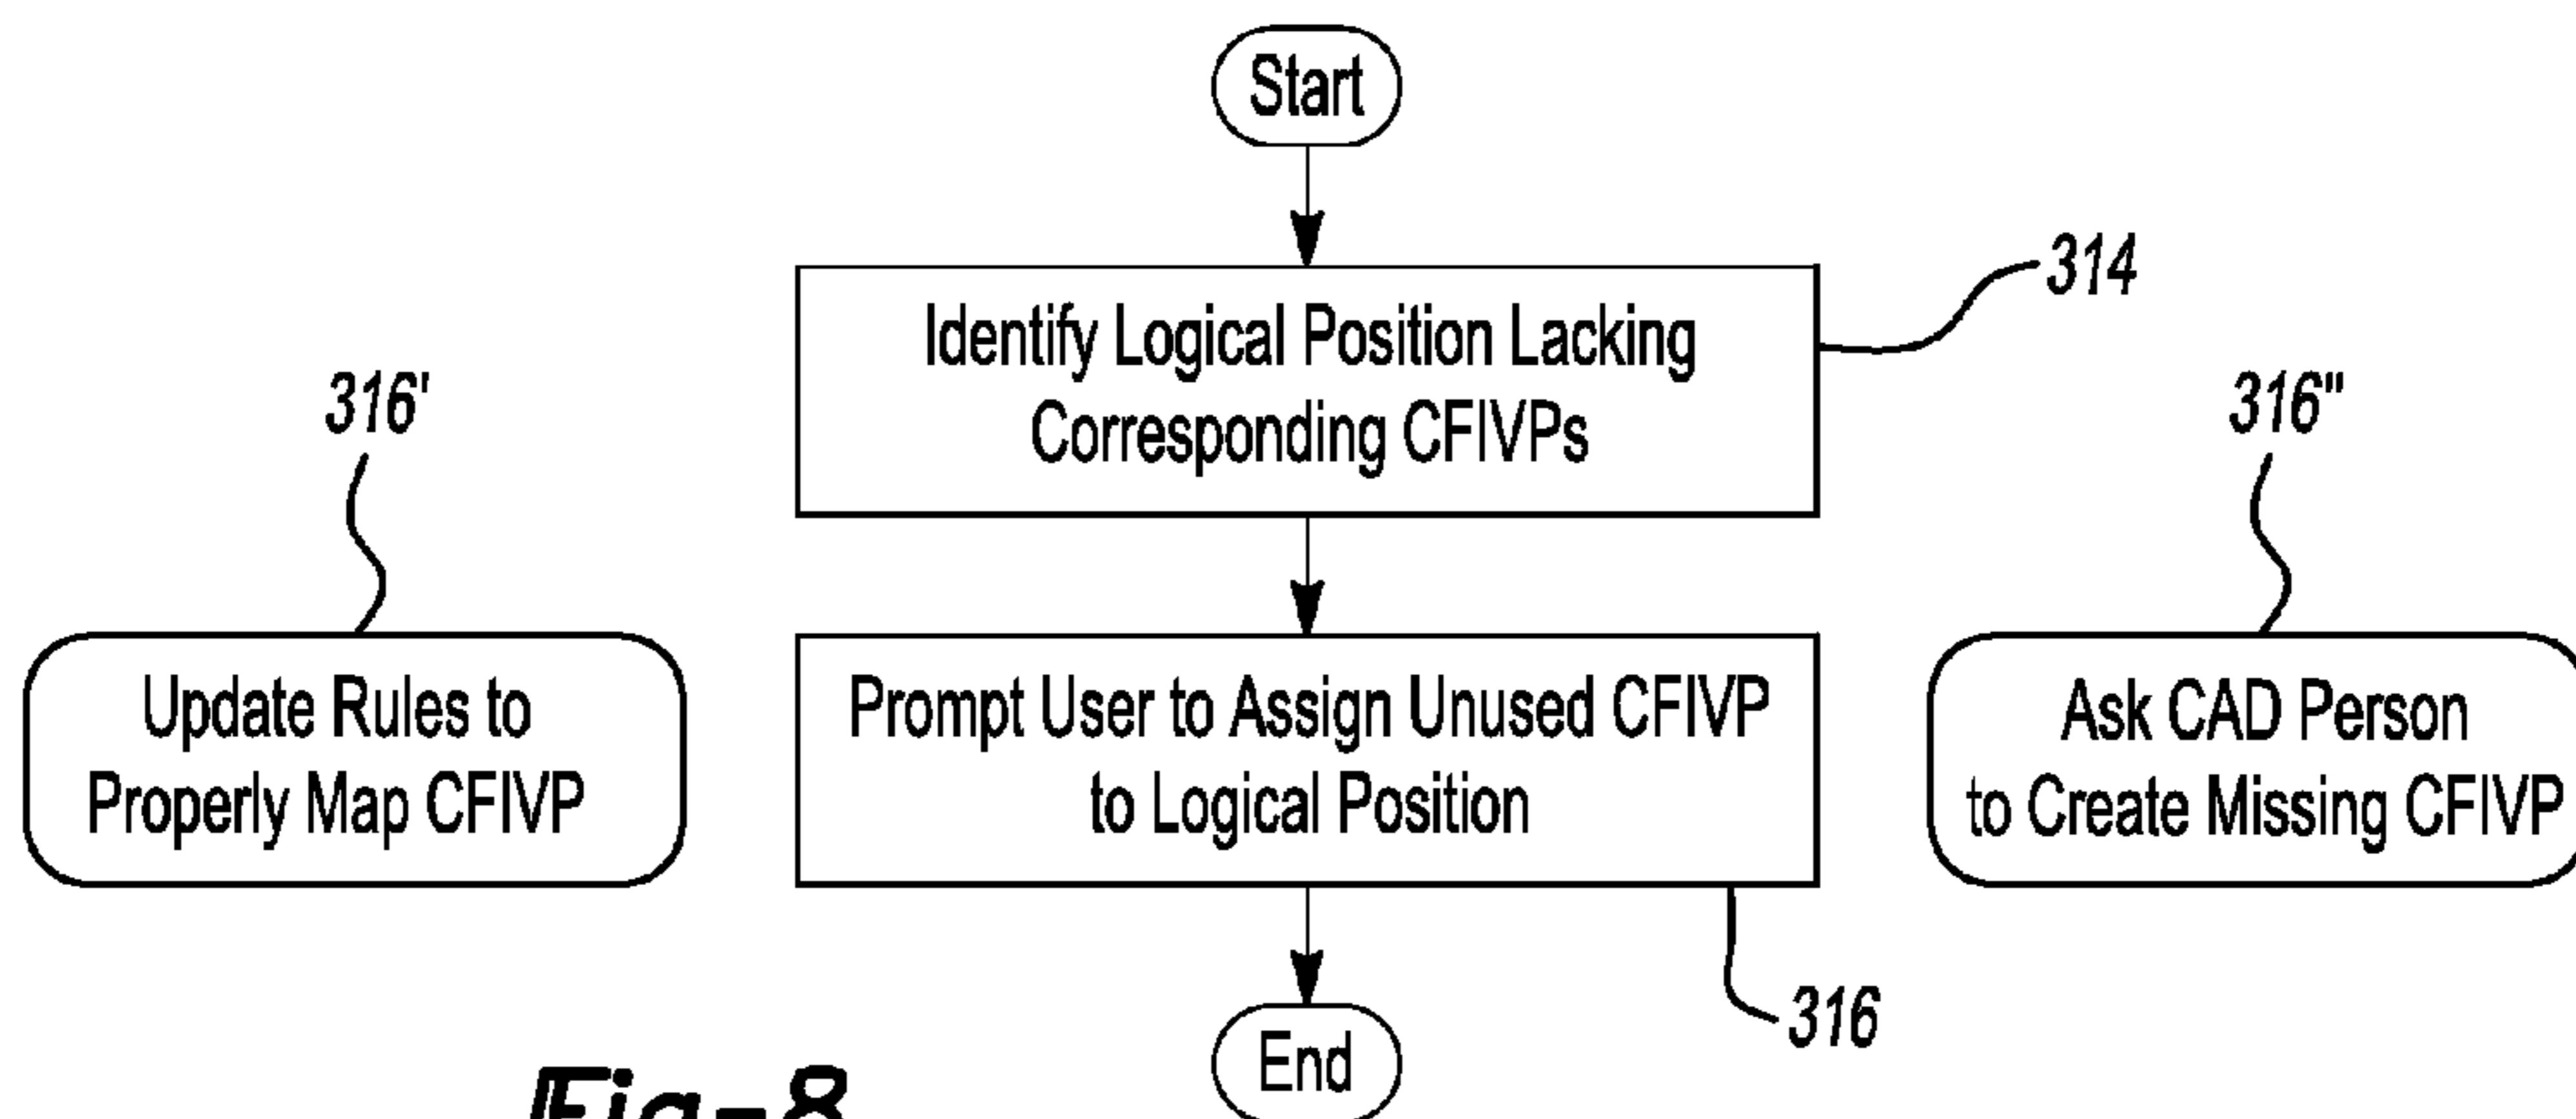 Start
Identify Logical Position Lacking
Corresponding CFIVPs
314
316'
316"
Update Rules to
Properly Map CFIVP
Prompt User to Assign Unused CFIVP
to Logical Position
Ask CAD Person
to Create Missing CFIVP
316
End
Fig-8